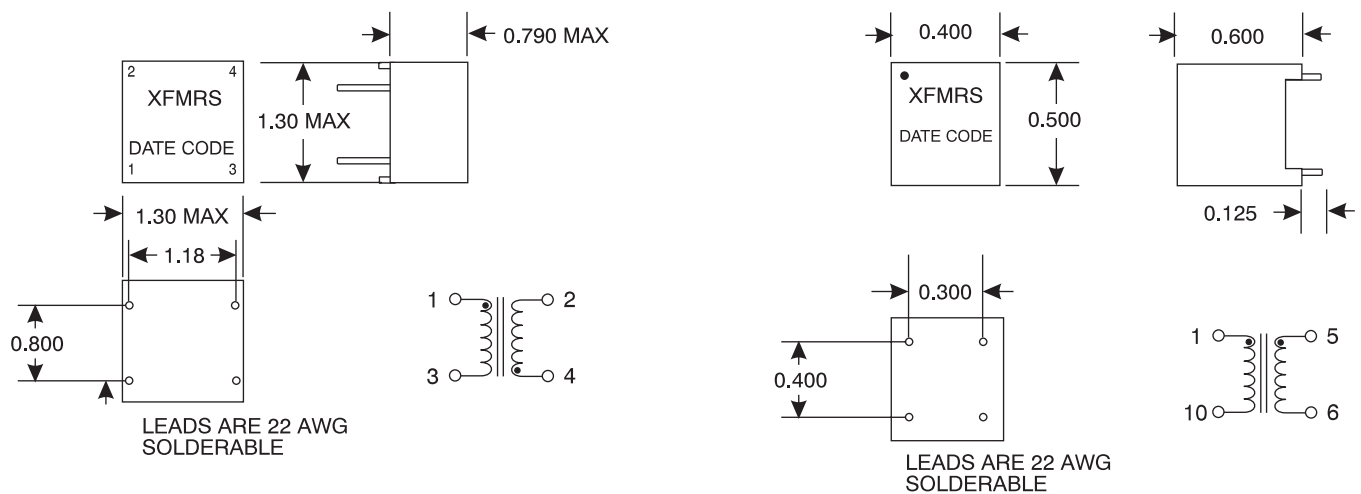 0.790 MAX
2 4
XFMRS
DATE CODE
1 3
1.30 MAX
1.30 MAX
1.18
0.800
LEADS ARE 22 AWG
SOLDERABLE
1 2
3 4
0.400
XFMRS
DATE CODE
0.500
0.600
0.125
0.300
0.400
LEADS ARE 22 AWG
SOLDERABLE
1 5
10 6